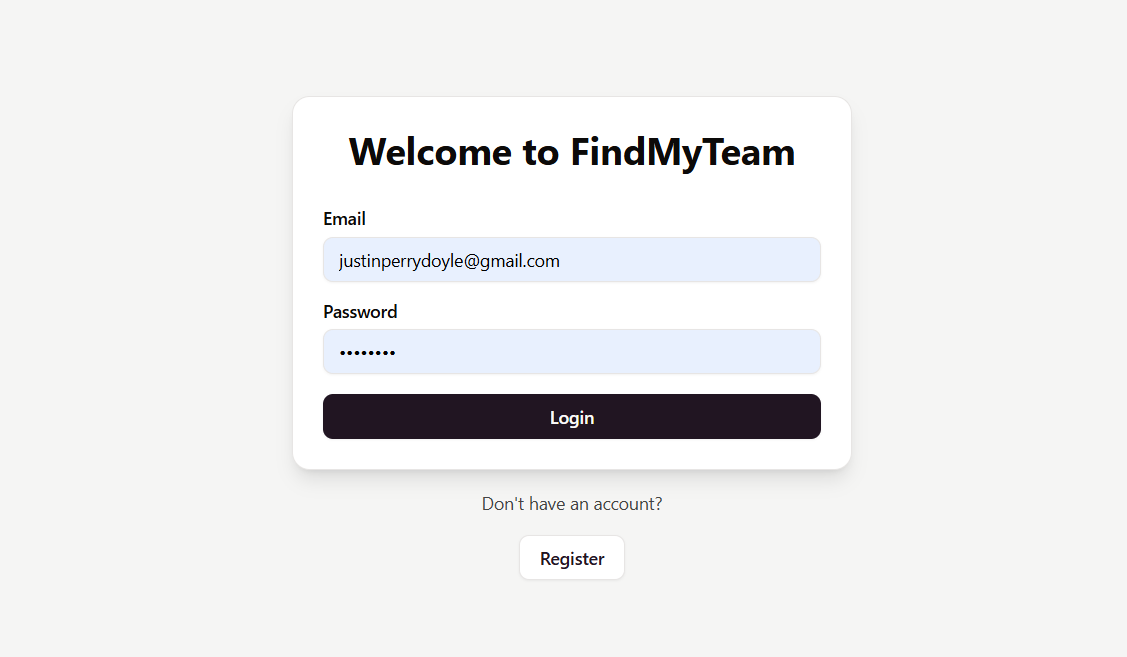 Welcome to FindMyTeam
Email
justinperrydoyle@gmail.com
Password
••••••••
Login
Don't have an account?
Register